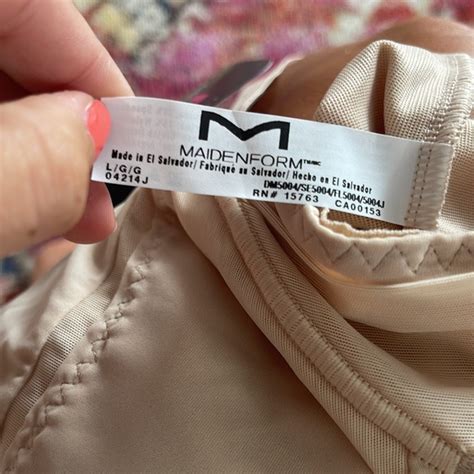 M
MAIDENFORM
Made in El Salvador/ Fabriqué au Salvador/ Hecho en El Salvador
L/G/G DM5004/SE5004/FL5004/5004J
04214J RN# 15763 CA00153